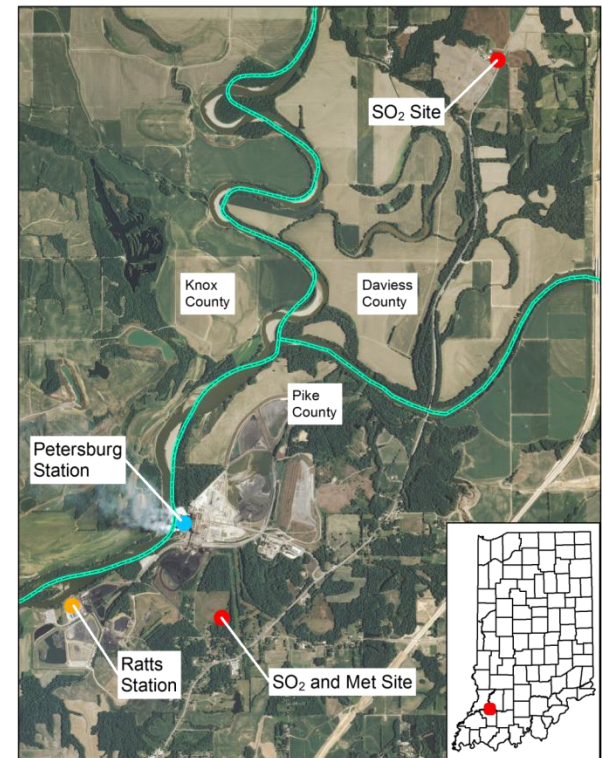 SO₂ Site
Knox
County
Daviess
County
Pike
County
Petersburg
Station
Ratts
Station
SO₂ and Met Site